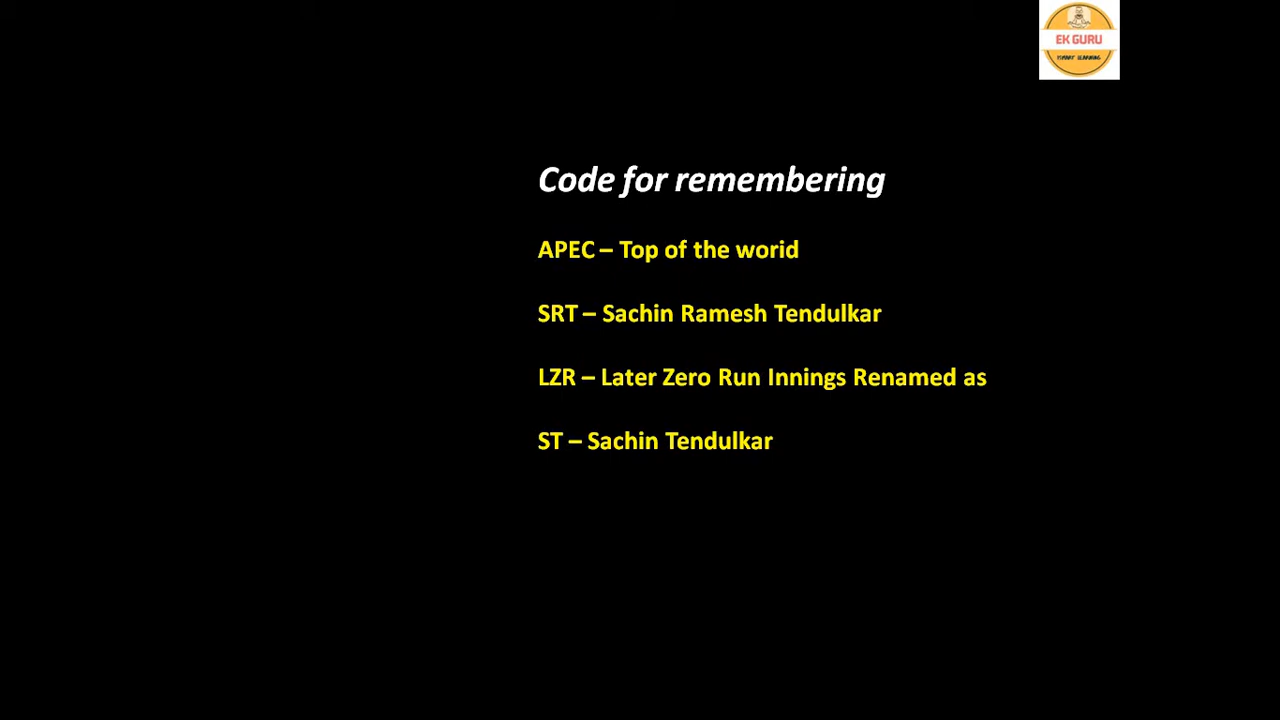 EK GURU
Code for remembering
APEC – Top of the worid
SRT – Sachin Ramesh Tendulkar
LZR – Later Zero Run Innings Renamed as
ST – Sachin Tendulkar